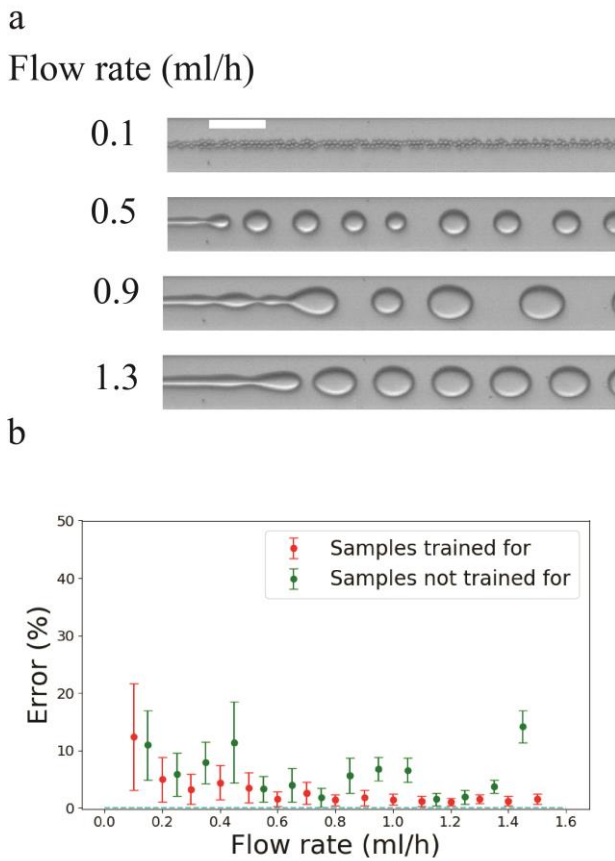 a
Flow rate (ml/h)
0.1
0.5
0.9
1.3
b
50
40
30
20
10
0
Error (%)
Samples trained for
Samples not trained for
0.0 0.2 0.4 0.6 0.8 1.0 1.2 1.4 1.6
Flow rate (ml/h)